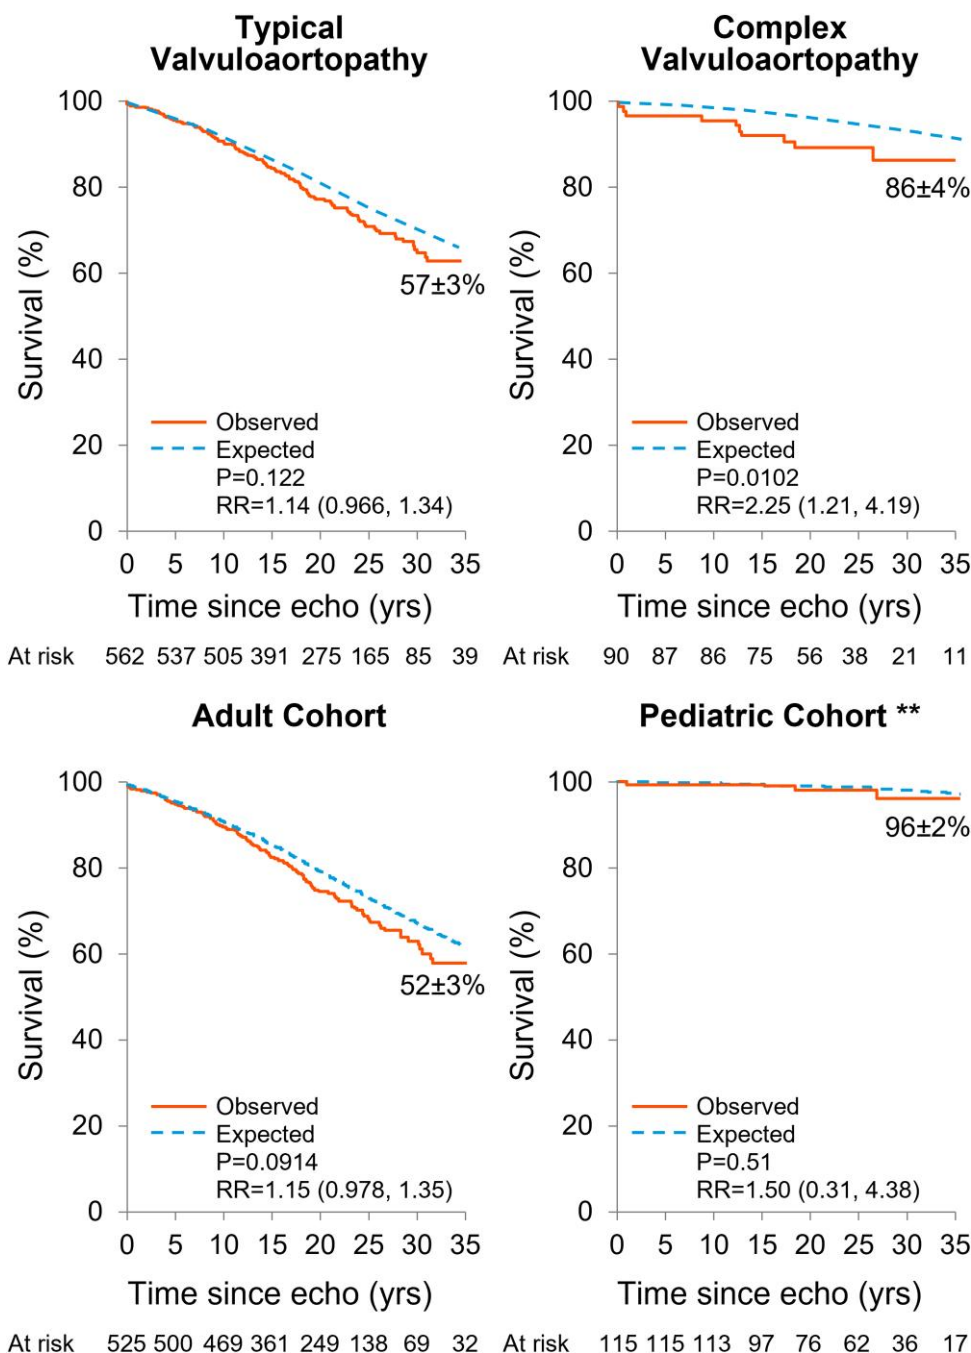 Typical
Valvuloaortopathy
Survival (%)
100
80
60
40
20
0
57±3%
Observed
Expected
P=0.122
RR=1.14 (0.966, 1.34)
0 5 10 15 20 25 30 35
Time since echo (yrs)
At risk 562 537 505 391 275 165 85 39
Complex
Valvuloaortopathy
Survival (%)
100
80
60
40
20
0
86±4%
Observed
Expected
P=0.0102
RR=2.25 (1.21, 4.19)
0 5 10 15 20 25 30 35
Time since echo (yrs)
At risk 90 87 86 75 56 38 21 11
Adult Cohort
Survival (%)
100
80
60
40
20
0
52±3%
Observed
Expected
P=0.0914
RR=1.15 (0.978, 1.35)
0 5 10 15 20 25 30 35
Time since echo (yrs)
At risk 525 500 469 361 249 138 69 32
Pediatric Cohort **
Survival (%)
100
80
60
40
20
0
96±2%
Observed
Expected
P=0.51
RR=1.50 (0.31, 4.38)
0 5 10 15 20 25 30 35
Time since echo (yrs)
At risk 115 115 113 97 76 62 36 17